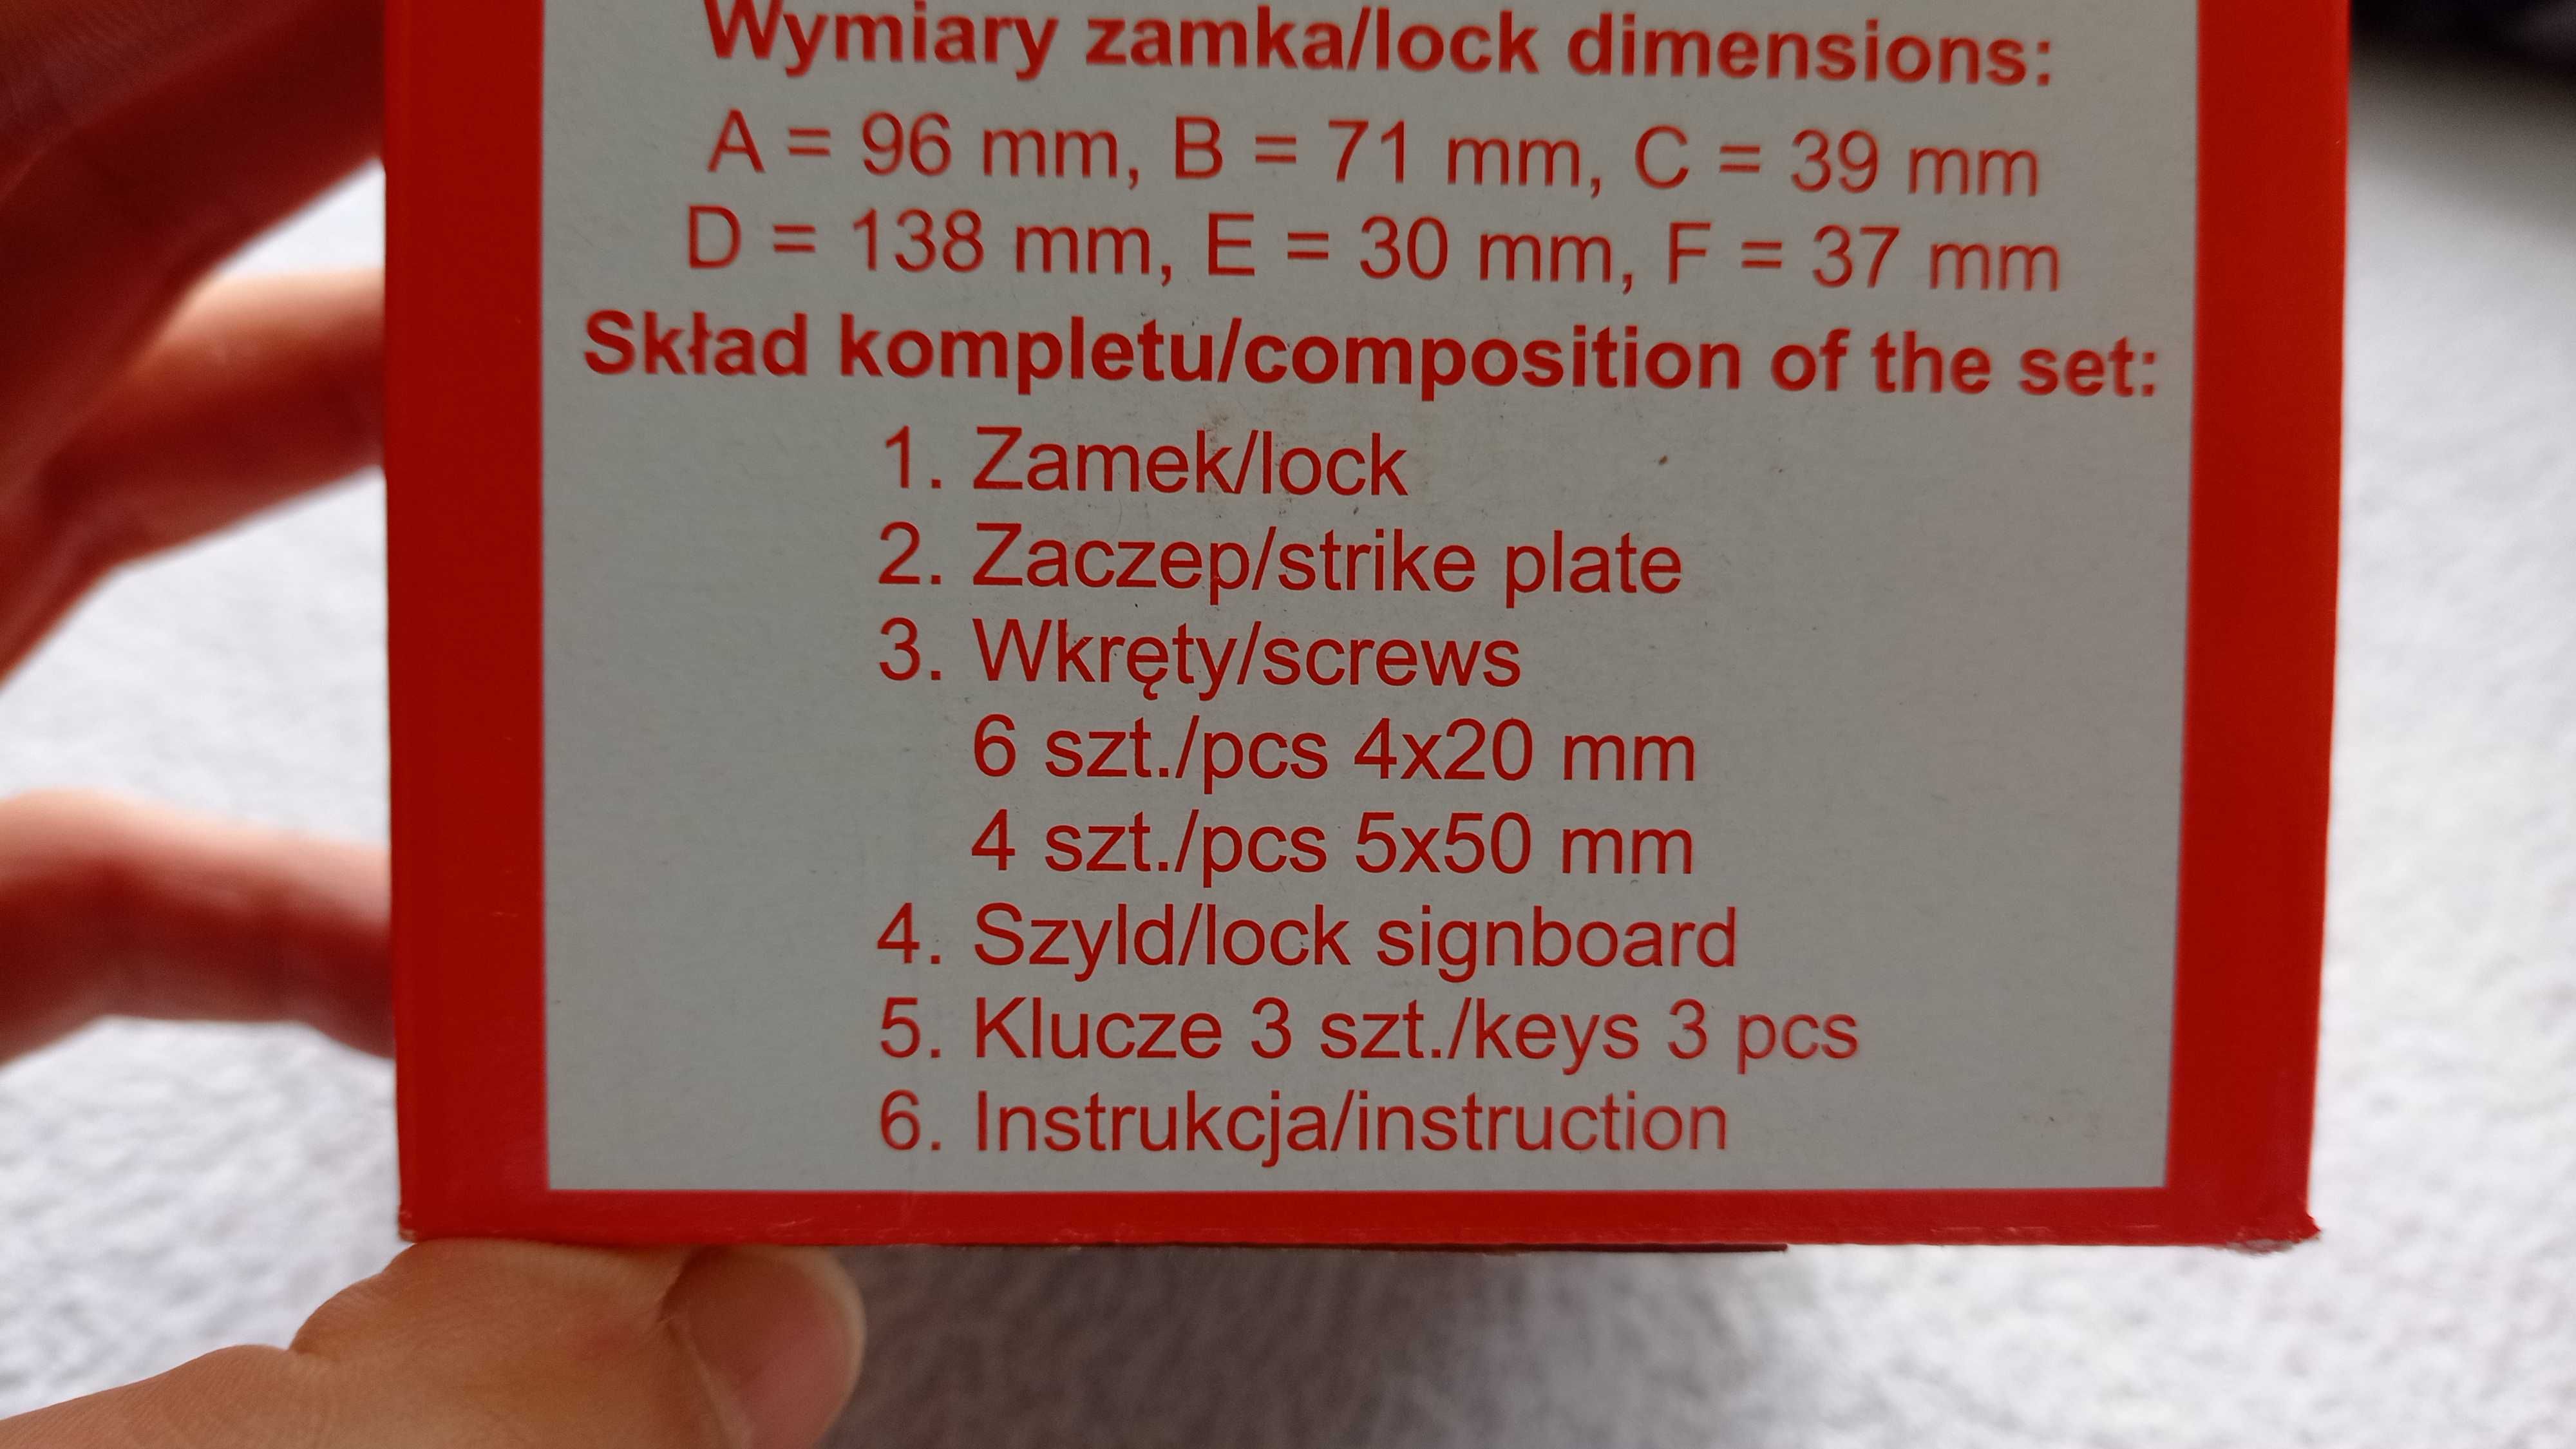 Wymiary zamka/lock dimensions:
A = 96 mm, B = 71 mm, C = 39 mm
D = 138 mm, E = 30 mm, F = 37 mm
Skład kompletu/composition of the set:
1. Zamek/lock
2. Zaczep/strike plate
3. Wkręty/screws
6 szt./pcs 4x20 mm
4 szt./pcs 5x50 mm
4. Szyld/lock signboard
5. Klucze 3 szt./keys 3 pcs
6. Instrukcja/instruction